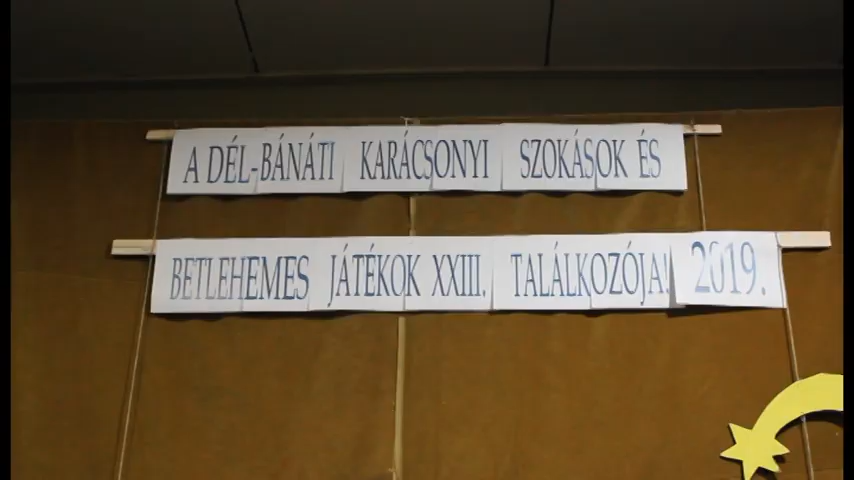 A DÉL-BÁNÁTI KARÁCSONYI SZOKÁSOK ÉS
BETLEHEMES JÁTÉKOK XXIII. TALÁLKOZÓJA! 2019.